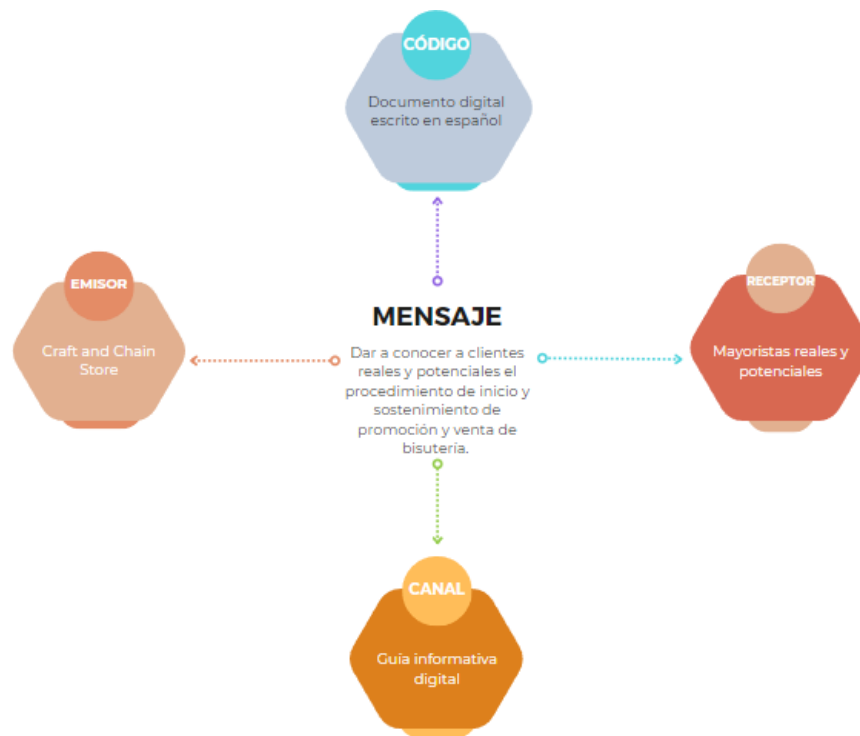 CÓDIGO
Documento digital
escrito en español
EMISOR
Craft and Chain
Store
MENSAJE
Dar a conocer a clientes
reales y potenciales el
procedimiento de inicio y
sostenimiento de
promoción y venta de
bisutería.
RECEPTOR
Mayoristas reales y
potenciales
CANAL
Guía informativa
digital